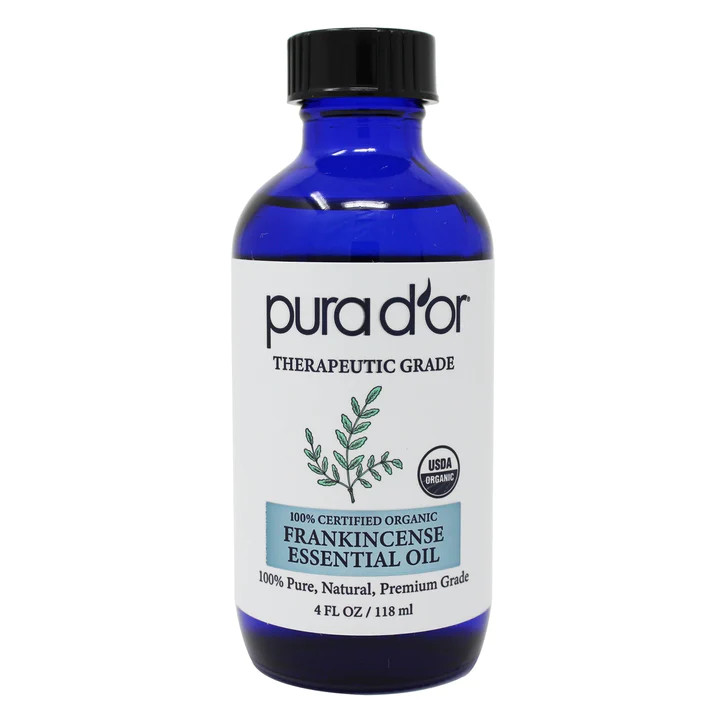 pura d'or®
THERAPEUTIC GRADE
USDA
ORGANIC
100% CERTIFIED ORGANIC
FRANKINCENSE
ESSENTIAL OIL
100% Pure, Natural, Premium Grade
4 FL OZ / 118 ml